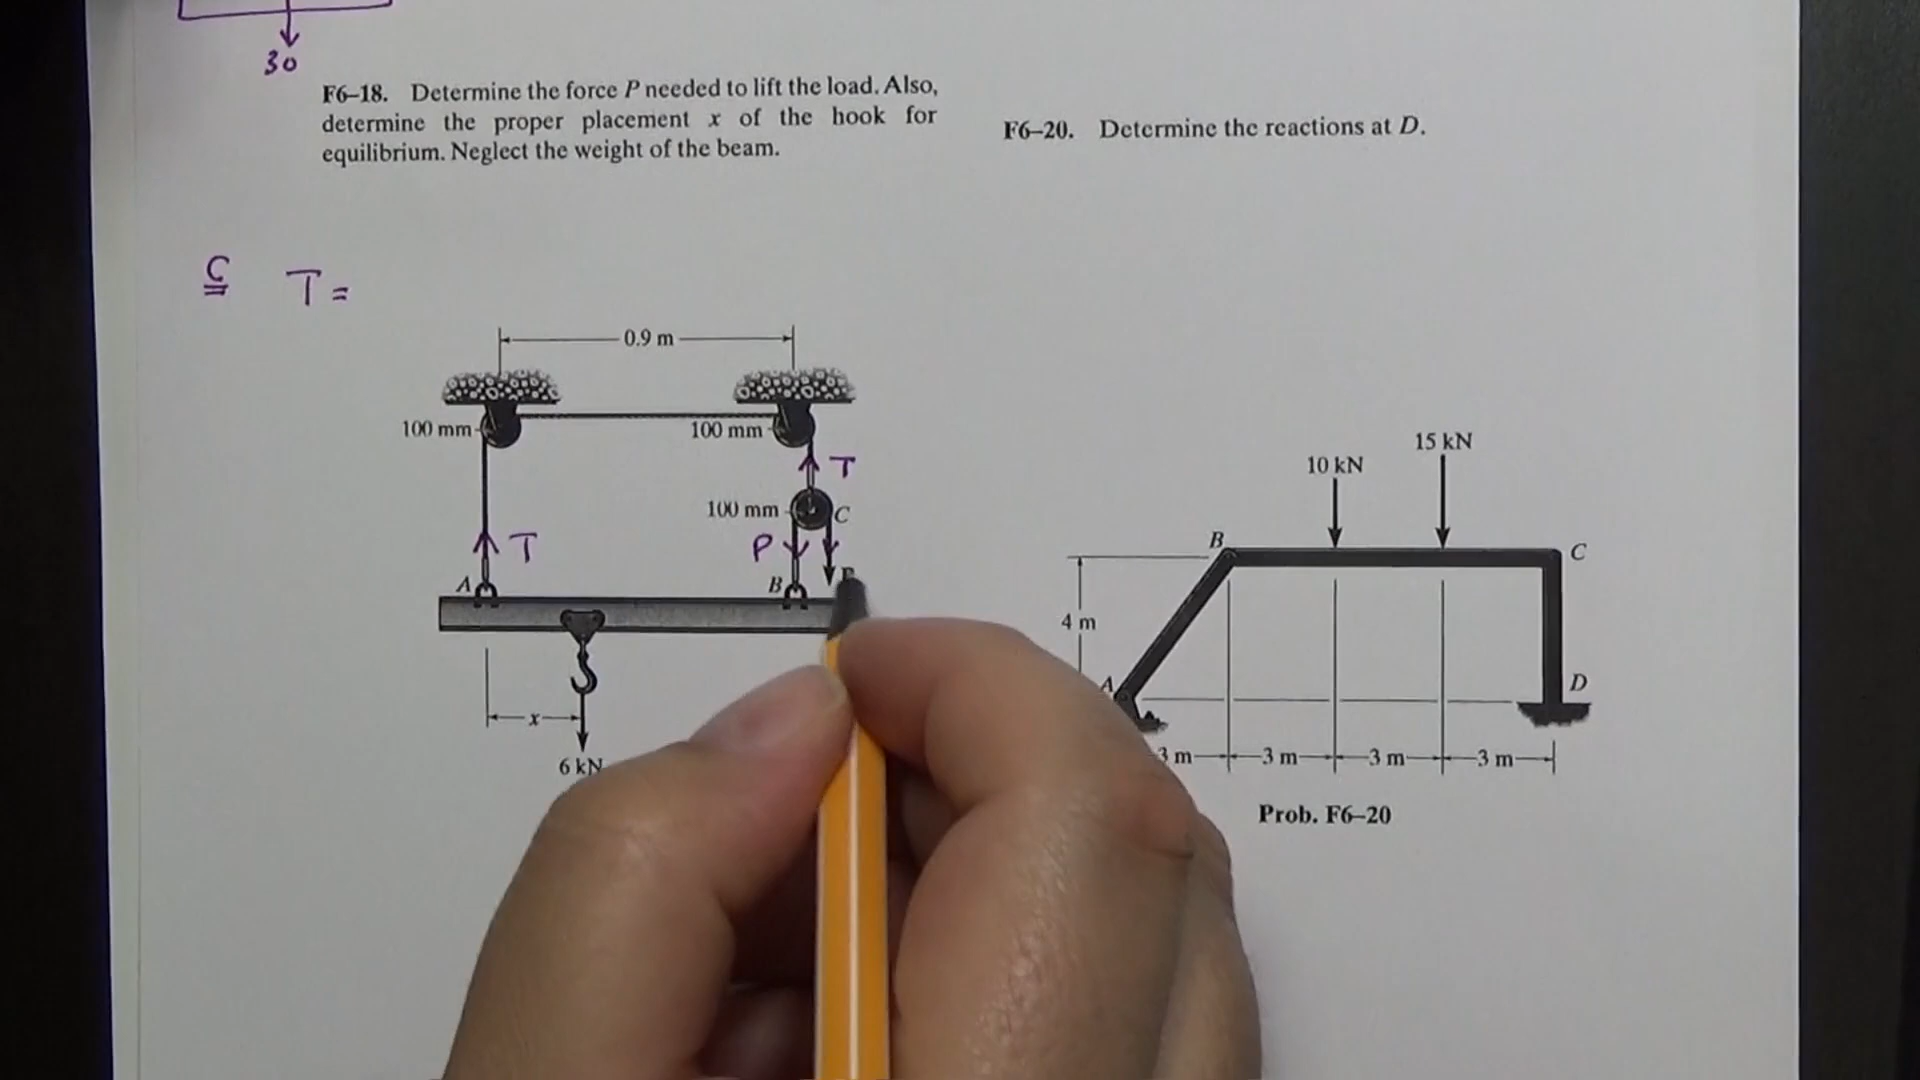 30
F6–18. Determine the force P needed to lift the load. Also,
determine the proper placement x of the hook for
equilibrium. Neglect the weight of the beam.
F6–20. Determine the reactions at D.
C T =
0.9 m
100 mm
100 mm
T
100 mm
C
T
P
A
B
x
6 kN
15 kN
10 kN
B
C
4 m
A
D
3 m
3 m
3 m
3 m
Prob. F6–20